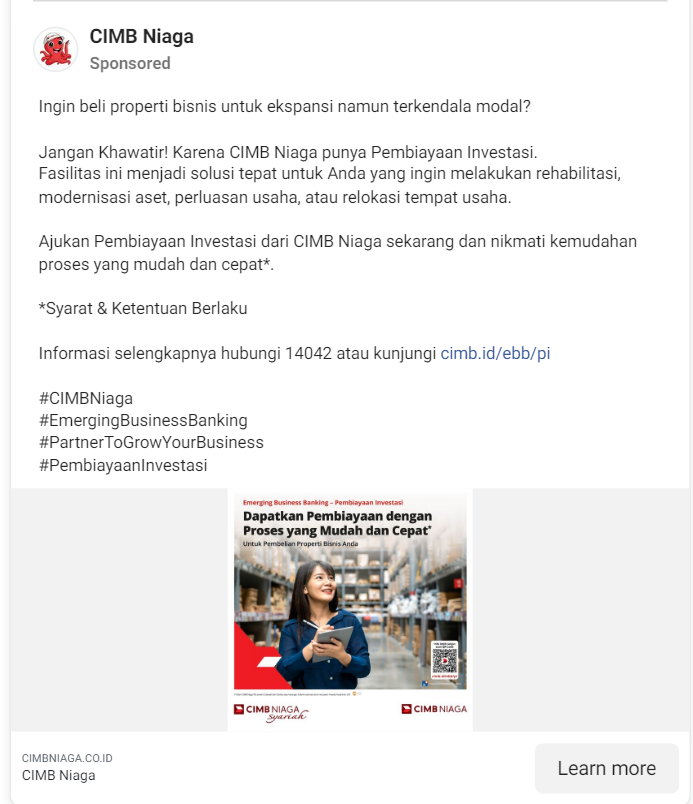 CIMB Niaga
Sponsored
Ingin beli properti bisnis untuk ekspansi namun terkendala modal?
Jangan Khawatir! Karena CIMB Niaga punya Pembiayaan Investasi.
Fasilitas ini menjadi solusi tepat untuk Anda yang ingin melakukan rehabilitasi,
modernisasi aset, perluasan usaha, atau relokasi tempat usaha.
Ajukan Pembiayaan Investasi dari CIMB Niaga sekarang dan nikmati kemudahan
proses yang mudah dan cepat*.
*Syarat & Ketentuan Berlaku
Informasi selengkapnya hubungi 14042 atau kunjungi cimb.id/ebb/pi
#CIMBNiaga
#EmergingBusinessBanking
#PartnerToGrowYourBusiness
#PembiayaanInvestasi
Emerging Business Banking – Pembiayaan Investasi
Dapatkan Pembiayaan dengan
Proses yang Mudah dan Cepat*
Untuk Pembelian Properti Bisnis Anda
CIMB NIAGA
syariah
CIMB NIAGA
CIMBNIAGA.CO.ID
CIMB Niaga
Learn more